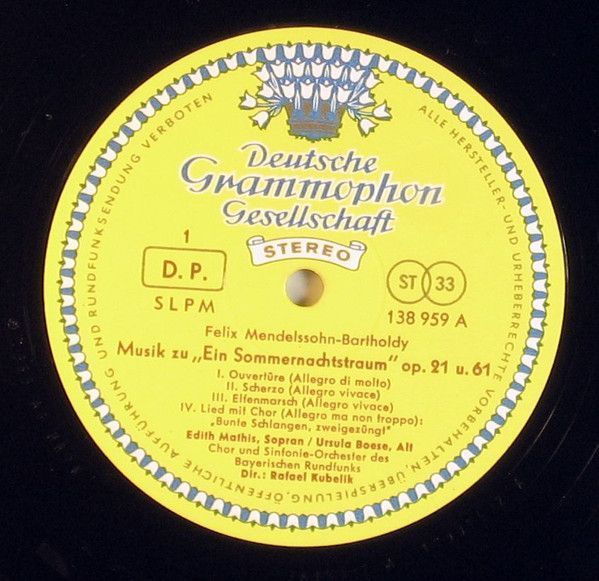 Deutsche
Grammophon
Gesellschaft
STEREO
1
D. P.
SLPM
ST 33
138 959 A
Felix Mendelssohn-Bartholdy
Musik zu „Ein Sommernachtstraum" op. 21 u. 61
I. Ouvertüre (Allegro di molto)
II. Scherzo (Allegro vivace)
III. Elfenmarsch (Allegro vivace)
IV. Lied mit Chor (Allegro ma non troppo):
„Bunte Schlangen, zweigezüngt"
Edith Mathis, Sopran / Ursula Boese, Alt
Chor und Sinfonie-Orchester des
Bayerischen Rundfunks
Dir.: Rafael Kubelik
ALLE HERSTELLER- UND URHEBERRECHTE VORBEHALTEN, ÜBERSPIELUNG, ÖFFENTLICHE AUFFÜHRUNG UND RUNDFUNKSENDUNG VERBOTEN